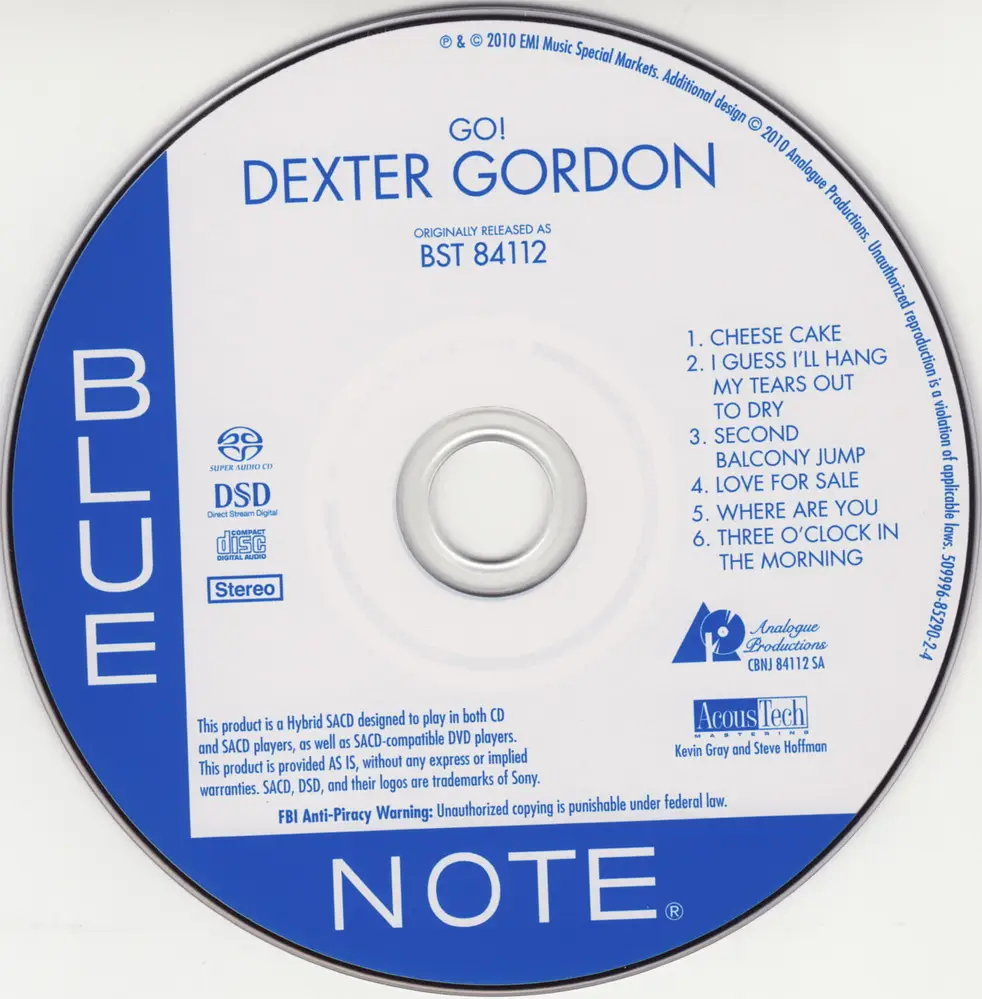 ℗ & © 2010 EMI Music Special Markets. Additional design © 2010 Analogue Productions. Unauthorized reproduction is a violation of applicable laws. 509996-85290-2-4
GO!
DEXTER GORDON
ORIGINALLY RELEASED AS
BST 84112
1. CHEESE CAKE
2. I GUESS I'LL HANG
MY TEARS OUT
TO DRY
3. SECOND
BALCONY JUMP
4. LOVE FOR SALE
5. WHERE ARE YOU
6. THREE O'CLOCK IN
THE MORNING
BLUE
SUPER AUDIO CD
DSD
Direct Stream Digital
COMPACT
disc
DIGITAL AUDIO
Stereo
Analogue
Productions
CBNJ 84112 SA
AcousTech
MASTERING
Kevin Gray and Steve Hoffman
This product is a Hybrid SACD designed to play in both CD
and SACD players, as well as SACD-compatible DVD players.
This product is provided AS IS, without any express or implied
warranties. SACD, DSD, and their logos are trademarks of Sony.
FBI Anti-Piracy Warning: Unauthorized copying is punishable under federal law.
NOTE®